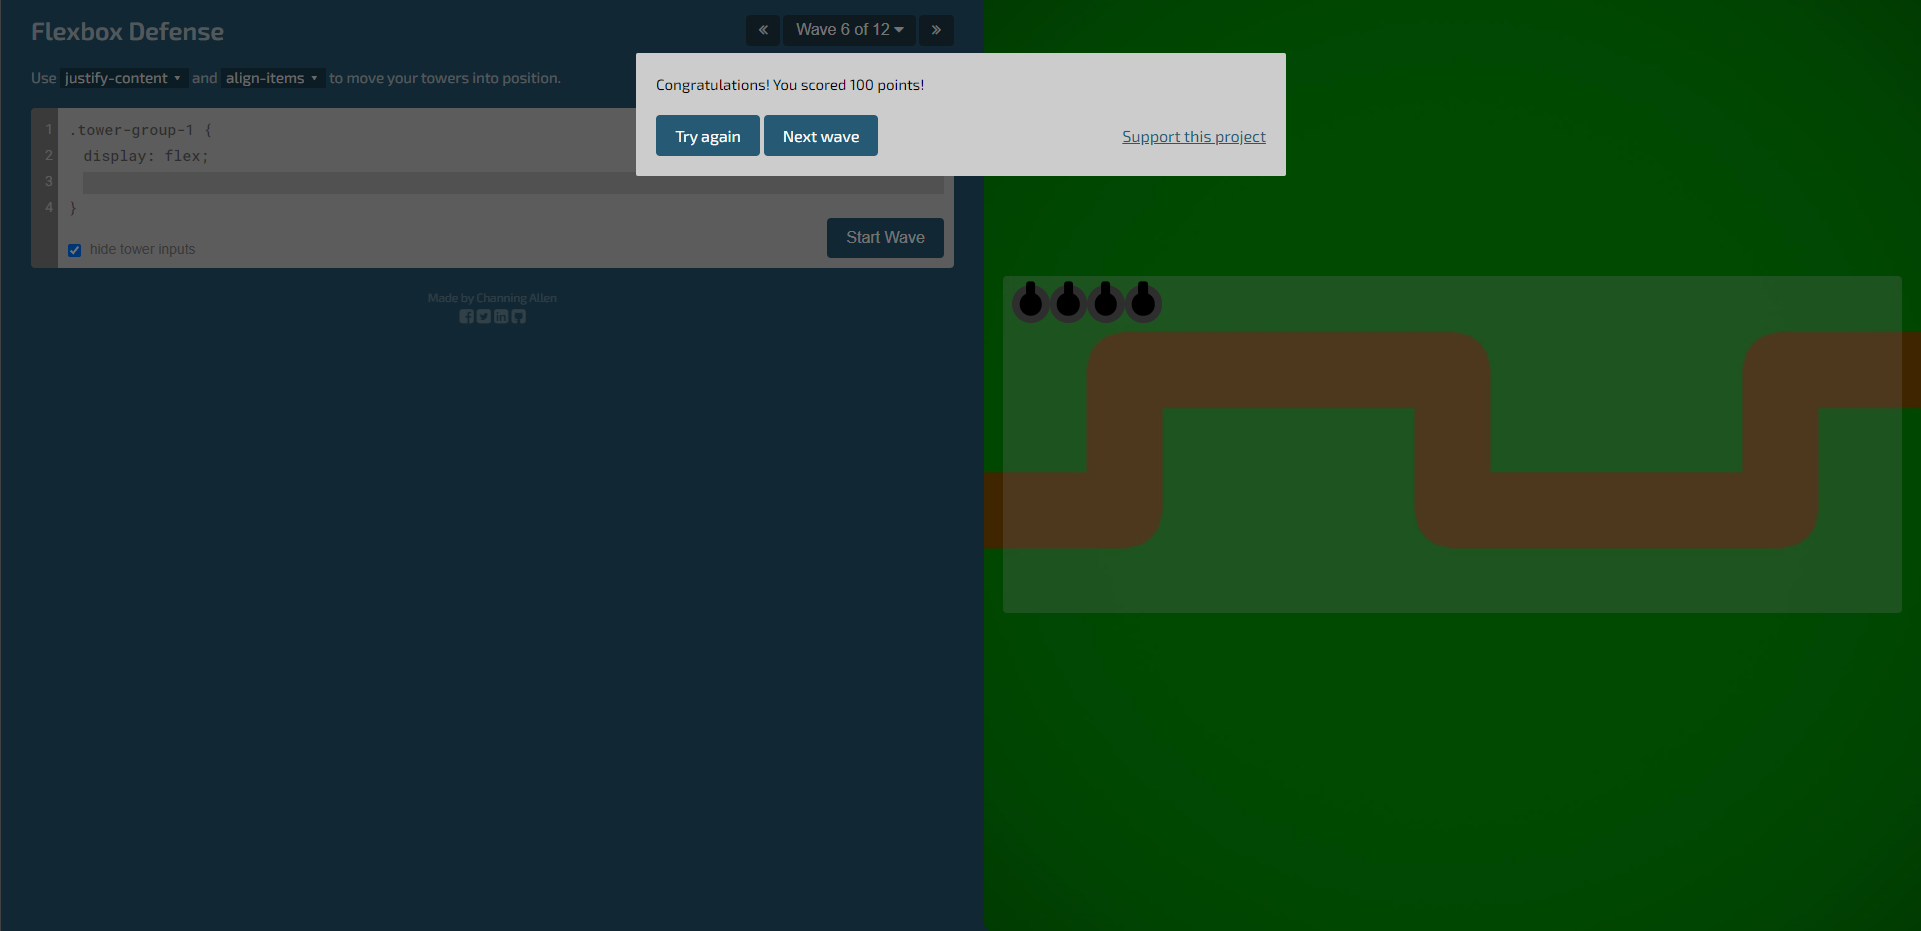 Flexbox Defense
« Wave 6 of 12 »
Use justify-content and align-items to move your towers into position.
Congratulations! You scored 100 points!
Try again Next wave Support this project
1 .tower-group-1 {
2 display: flex;
3
4 }
hide tower inputs
Start Wave
Made by Channing Allen